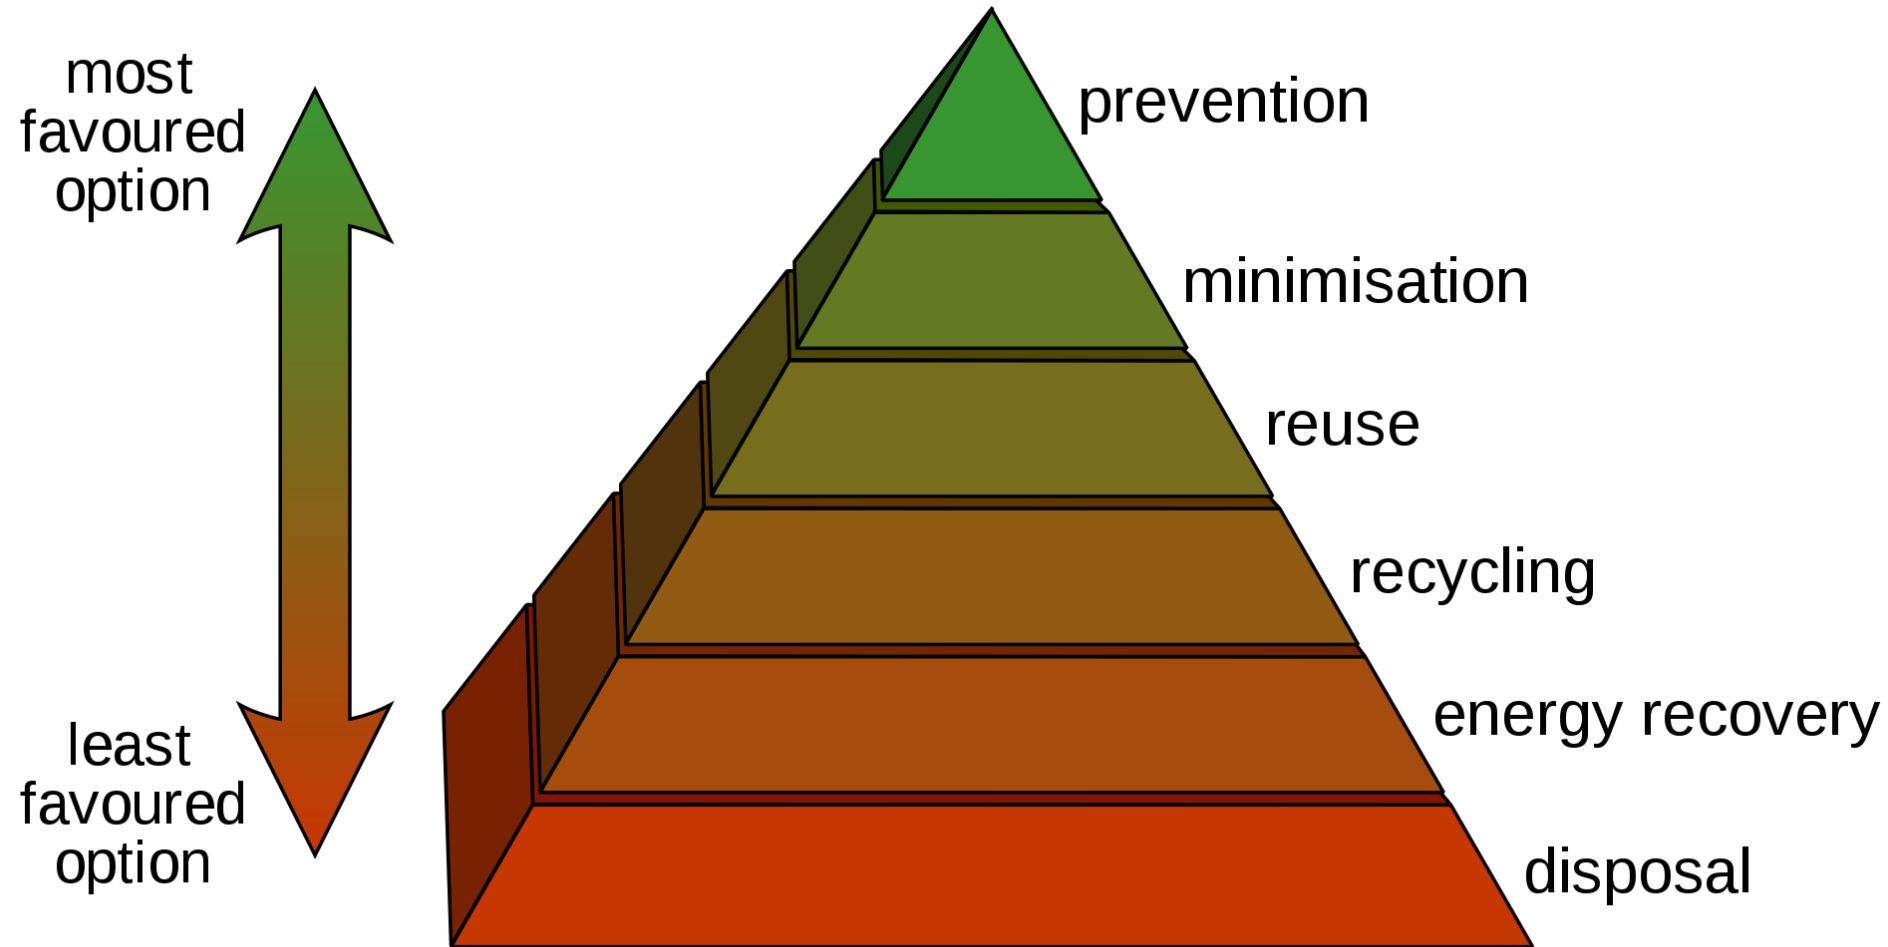 most
favoured
option
prevention
minimisation
reuse
recycling
energy recovery
least
favoured
option
disposal